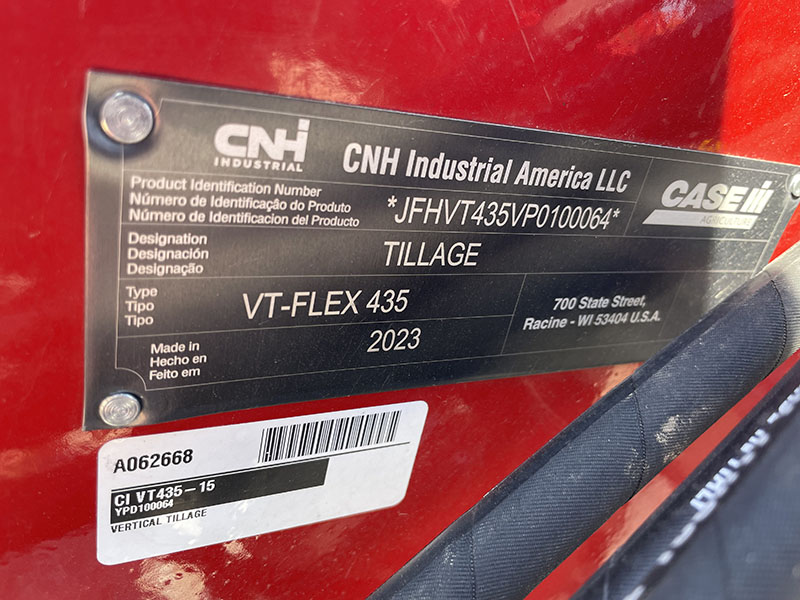 CNH
INDUSTRIAL
CNH Industrial America LLC
Product Identification Number
Número de Identificação do Produto
Número de Identificacion del Producto
*JFHVT435VP0100064*
CASE IH
AGRICULTURE
Designation
Designación
Designação
TILLAGE
Type
Tipo
Tipo
VT-FLEX 435
700 State Street,
Racine - WI 53404 U.S.A.
Made in
Hecho en
Feito em
2023
A062668
CI VT435-15
YPD100064
VERTICAL TILLAGE